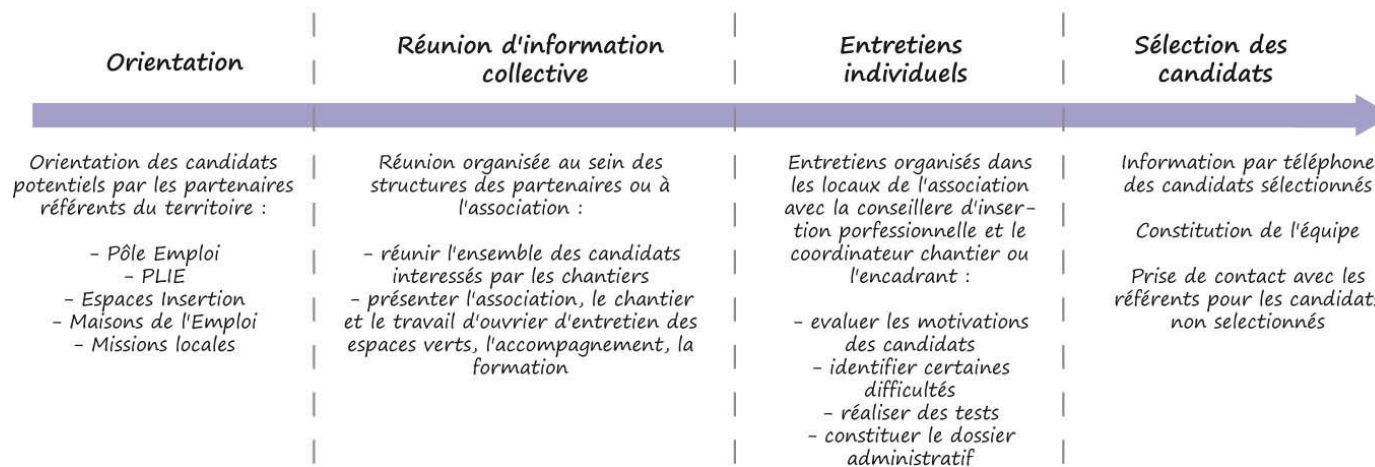 Orientation
Réunion d'information
collective
Entretiens
individuels
Sélection des
candidats
Orientation des candidats
potentiels par les partenaires
référents du territoire :
- Pôle Emploi
- PLIE
- Espaces Insertion
- Maisons de l'Emploi
- Missions locales
Réunion organisée au sein des
structures des partenaires ou à
l'association :
- réunir l'ensemble des candidats
interessés par les chantiers
- présenter l'association, le chantier
et le travail d'ouvrier d'entretien des
espaces verts, l'accompagnement, la
formation
Entretiens organisés dans
les locaux de l'association
avec la conseillere d'inser-
tion porfessionnelle et le
coordinateur chantier ou
l'encadrant :
- evaluer les motivations
des candidats
- identifier certaines
difficultés
- réaliser des tests
- constituer le dossier
administratif
Information par téléphone
des candidats sélectionnés
Constitution de l'équipe
Prise de contact avec les
référents pour les candidats
non selectionnés